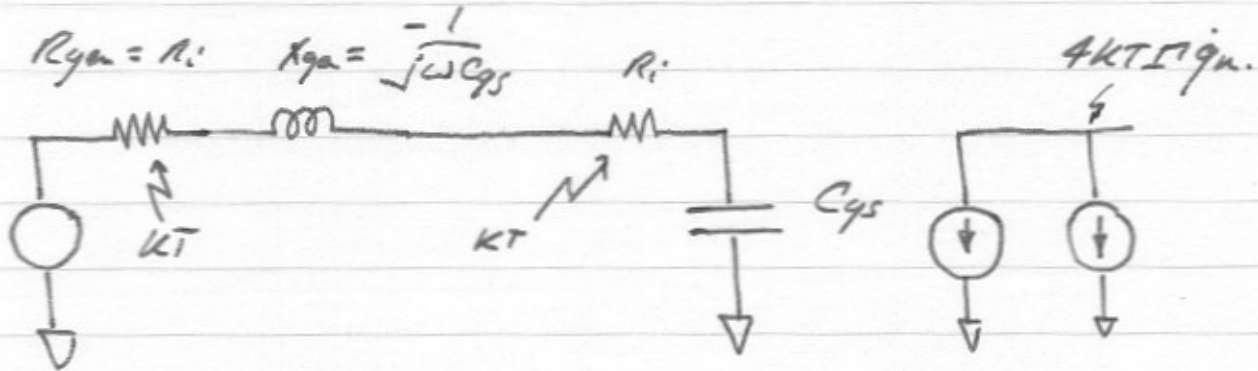 Rgen = Ri Xgen = -1/jωCgs Ri 4KTΓgm.
KT KT Cgs